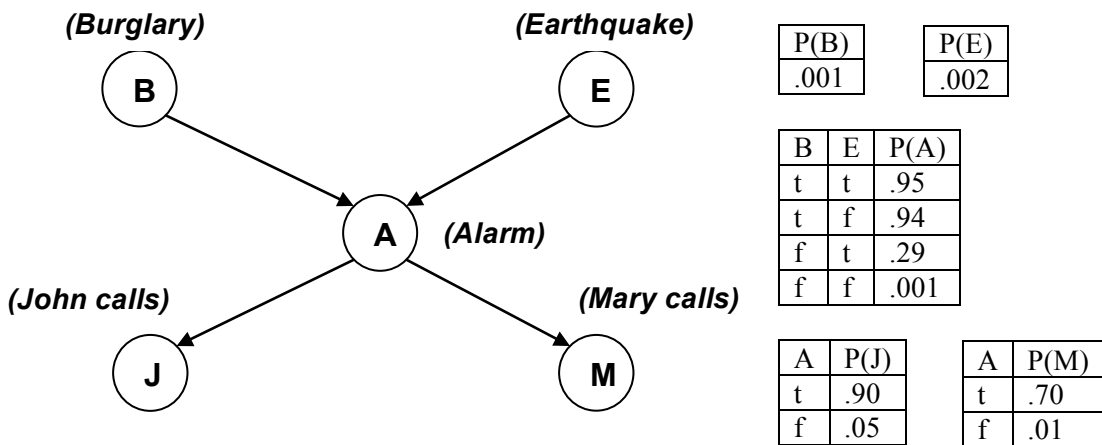 (Burglary)
(Earthquake)
B
E
A
(Alarm)
(John calls)
(Mary calls)
J
M
P(B)
.001
P(E)
.002
B E P(A)
t t .95
t f .94
f t .29
f f .001
A P(J)
t .90
f .05
A P(M)
t .70
f .01